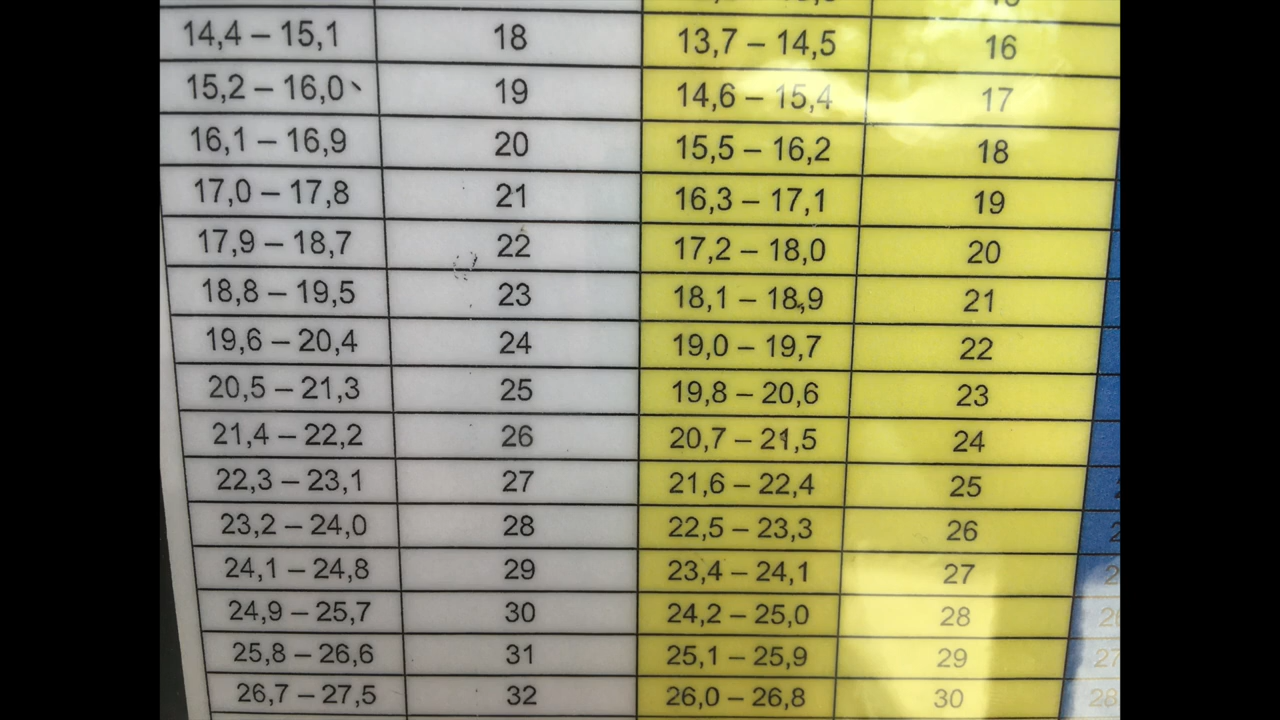 14,4 – 15,1 18 13,7 – 14,5 16
15,2 – 16,0 19 14,6 – 15,4 17
16,1 – 16,9 20 15,5 – 16,2 18
17,0 – 17,8 21 16,3 – 17,1 19
17,9 – 18,7 22 17,2 – 18,0 20
18,8 – 19,5 23 18,1 – 18,9 21
19,6 – 20,4 24 19,0 – 19,7 22
20,5 – 21,3 25 19,8 – 20,6 23
21,4 – 22,2 26 20,7 – 21,5 24
22,3 – 23,1 27 21,6 – 22,4 25
23,2 – 24,0 28 22,5 – 23,3 26
24,1 – 24,8 29 23,4 – 24,1 27
24,9 – 25,7 30 24,2 – 25,0 28
25,8 – 26,6 31 25,1 – 25,9 29 27
26,7 – 27,5 32 26,0 – 26,8 30 28